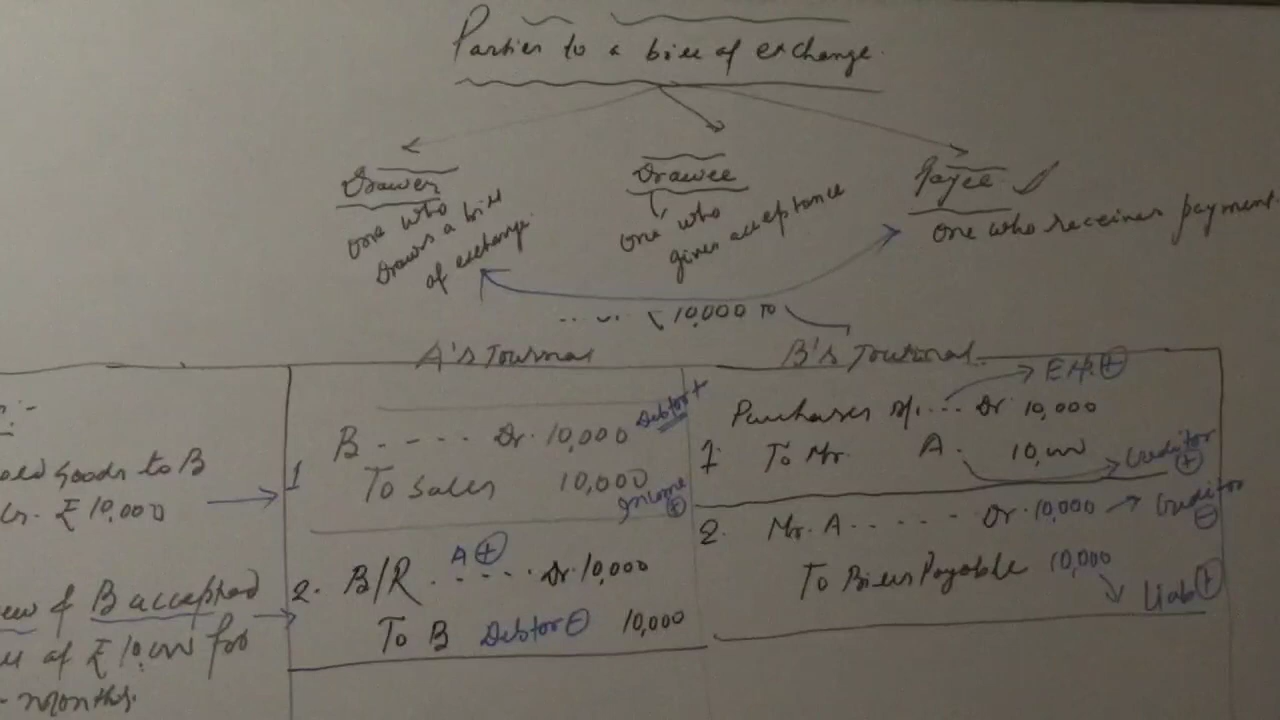 Parties to a bill of exchange.
Drawer
one who
Draws a bill
of exchange.
Drawee
one who
gives acceptance
Payee
one who receives payment.
10,000 to
A's Journal
B's Journal
sold Goods to B
Cr. ₹ 10,000
1 B ---- Dr. 10,000 Debtor +
To Sales 10,000
Income +
1. Purchases A/c... Dr. 10,000 Exp. +
To Mr. A. 10,000 Creditor +
B accepted
of ₹ 10,000 for
- months.
2. B/R A + ..... Dr. 10,000
To B Debtor - 10,000
2. Mr. A..... Dr. 10,000 → Creditor -
To Bills Payable 10,000
Liab +